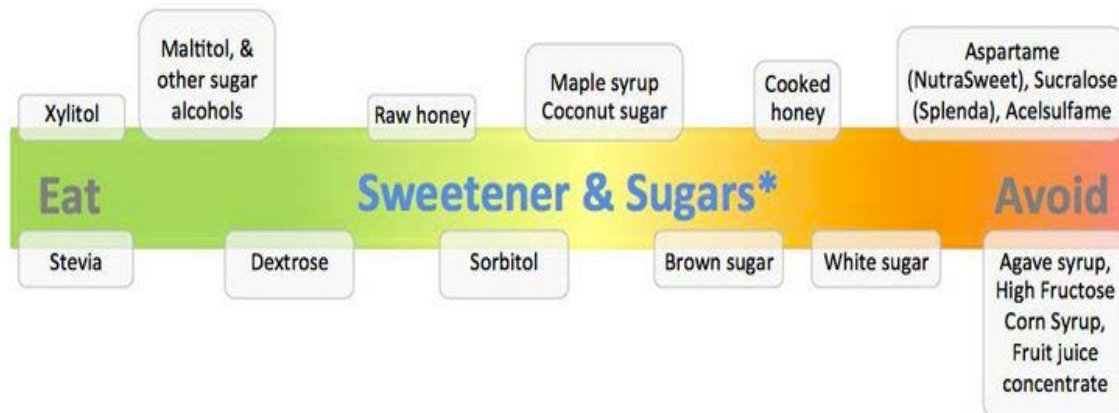 Xylitol
Maltitol, &
other sugar
alcohols
Raw honey
Maple syrup
Coconut sugar
Cooked
honey
Aspartame
(NutraSweet), Sucralose
(Splenda), Acelsulfame
Eat
Sweetener & Sugars*
Avoid
Stevia
Dextrose
Sorbitol
Brown sugar
White sugar
Agave syrup,
High Fructose
Corn Syrup,
Fruit juice
concentrate